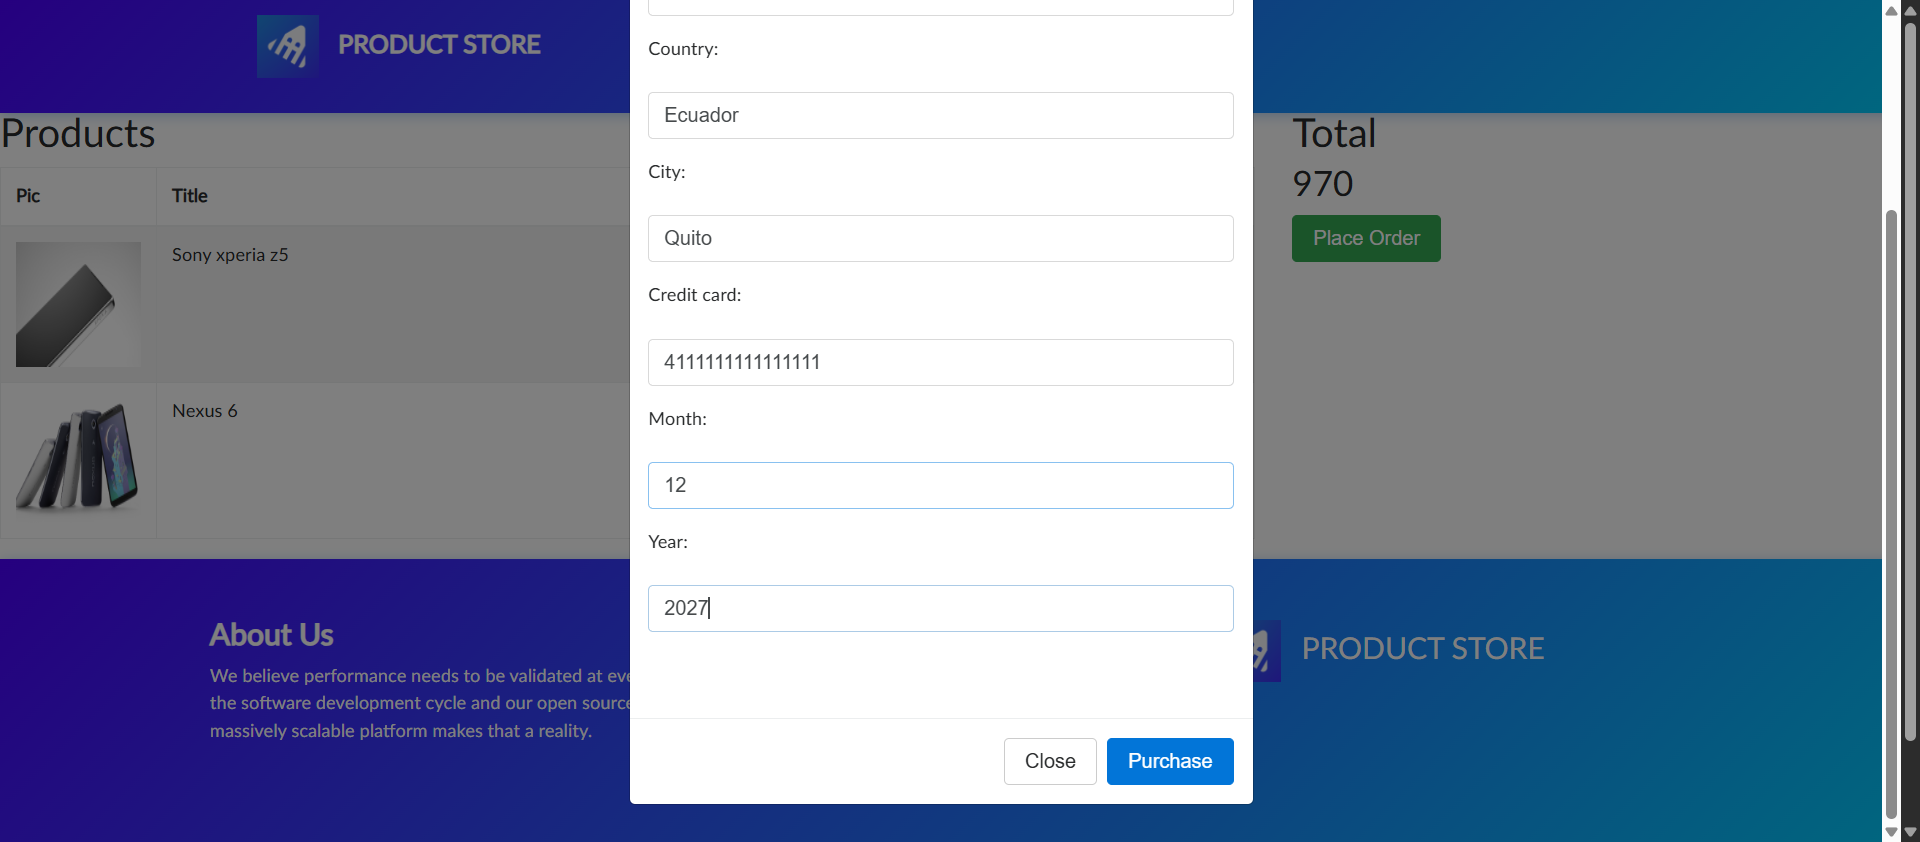 PRODUCT STORE
Products
Pic
Title
Sony xperia z5
Nexus 6
Total
970
Place Order
Country:
Ecuador
City:
Quito
Credit card:
4111111111111111
Month:
12
Year:
2027
Close
Purchase
About Us
We believe performance needs to be validated at eve
the software development cycle and our open source
massively scalable platform makes that a reality.
PRODUCT STORE